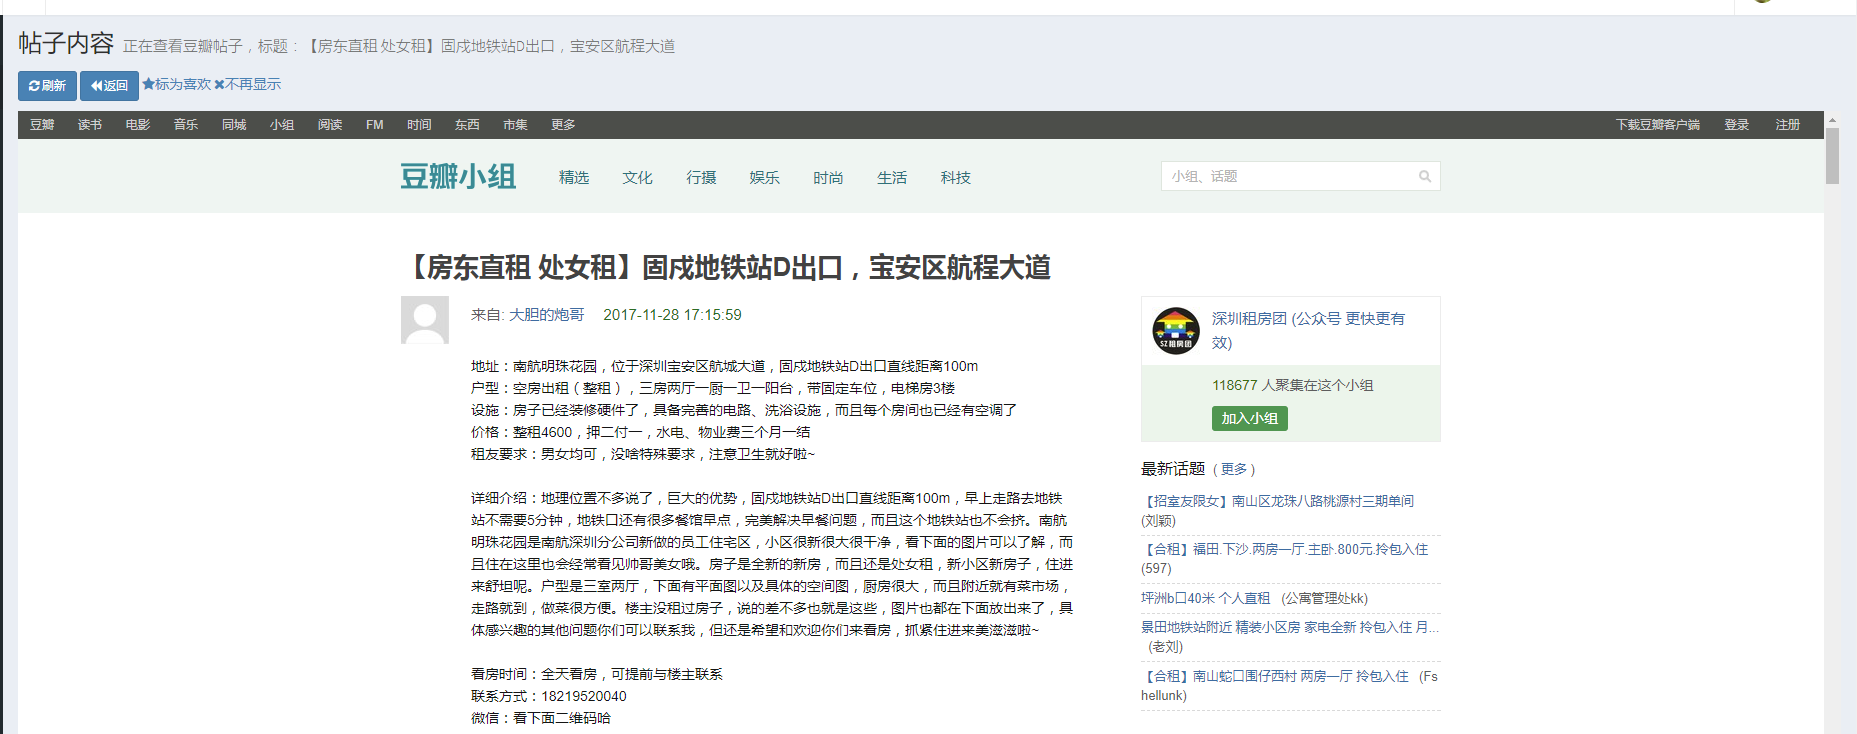 帖子内容 正在查看豆瓣帖子，标题：【房东直租 处女租】固戍地铁站D出口，宝安区航程大道
刷新 返回 标为喜欢 不再显示
豆瓣 读书 电影 音乐 同城 小组 阅读 FM 时间 东西 市集 更多 下载豆瓣客户端 登录 注册
豆瓣小组 精选 文化 行摄 娱乐 时尚 生活 科技 小组、话题
【房东直租 处女租】固戍地铁站D出口，宝安区航程大道
来自: 大胆的炮哥 2017-11-28 17:15:59
地址：南航明珠花园，位于深圳宝安区航城大道，固戍地铁站D出口直线距离100m
户型：空房出租（整租），三房两厅一厨一卫一阳台，带固定车位，电梯房3楼
设施：房子已经装修硬件了，具备完善的电路、洗浴设施，而且每个房间也已经有空调了
价格：整租4600，押二付一，水电、物业费三个月一结
租友要求：男女均可，没啥特殊要求，注意卫生就好啦~
详细介绍：地理位置不多说了，巨大的优势，固戍地铁站D出口直线距离100m，早上走路去地铁
站不需要5分钟，地铁口还有很多餐馆早点，完美解决早餐问题，而且这个地铁站也不会挤。南航
明珠花园是南航深圳分公司新做的员工住宅区，小区很新很大很干净，看下面的图片可以了解，而
且住在这里也会经常看见帅哥美女哦。房子是全新的新房，而且还是处女租，新小区新房子，住进
来舒坦呢。户型是三室两厅，下面有平面图以及具体的空间图，厨房很大，而且附近就有菜市场，
走路就到，做菜很方便。楼主没租过房子，说的差不多也就是这些，图片也都在下面放出来了，具
体感兴趣的其他问题你们可以联系我，但还是希望和欢迎你们来看房，抓紧住进来美滋滋啦~
看房时间：全天看房，可提前与楼主联系
联系方式：18219520040
微信：看下面二维码哈
SZ租房团
深圳租房团 (公众号 更快更有
效)
118677 人聚集在这个小组
加入小组
最新话题 ( 更多 )
【招室友限女】南山区龙珠八路桃源村三期单间
(刘颖)
【合租】福田.下沙.两房一厅.主卧.800元.拎包入住
(597)
坪洲b口40米 个人直租 (公寓管理处kk)
景田地铁站附近 精装小区房 家电全新 拎包入住 月...
(老刘)
【合租】南山蛇口围仔西村 两房一厅 拎包入住 (Fs
hellunk)